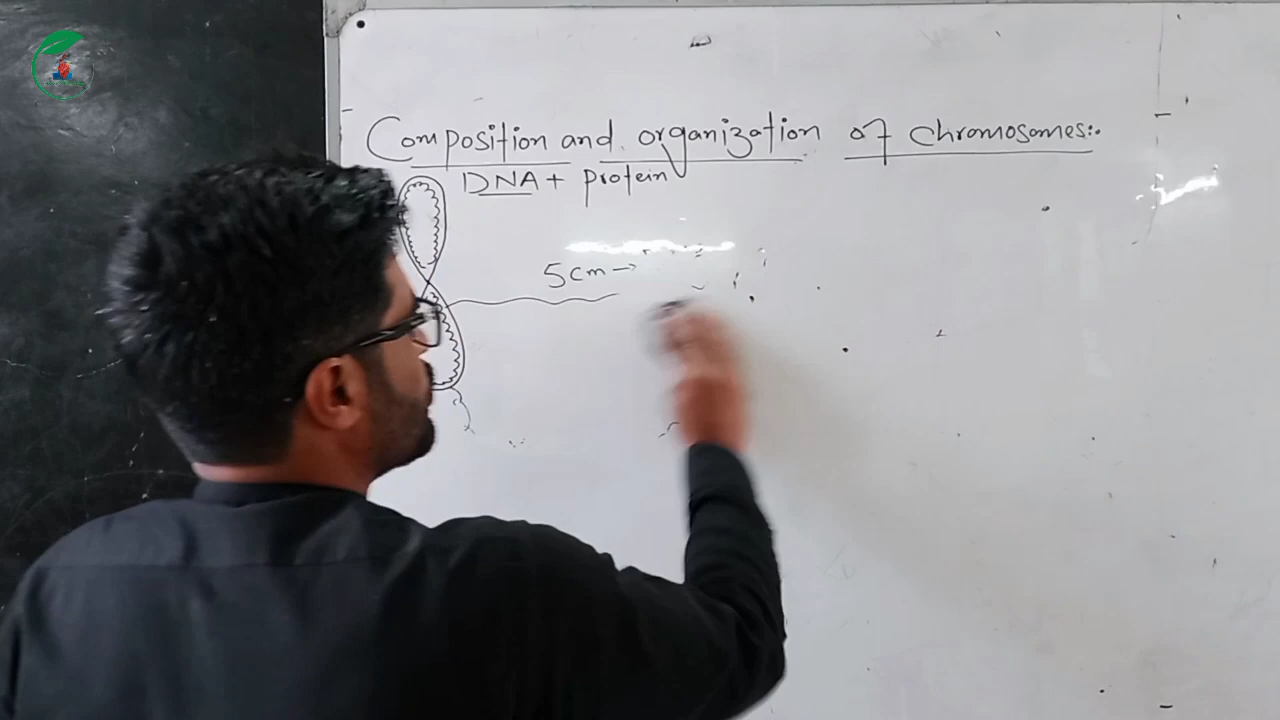 Composition and organization of chromosomes:
DNA + protein
5cm →